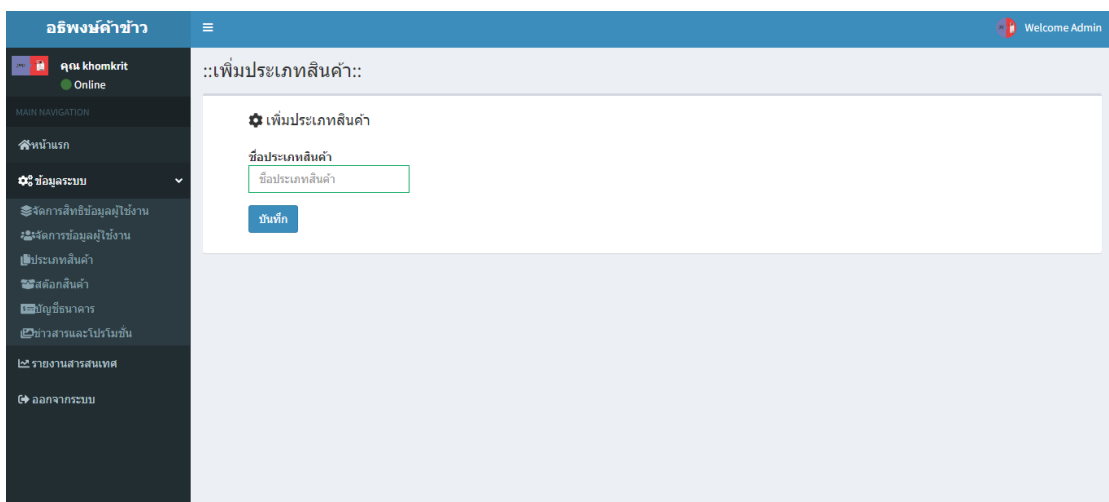 อธิพงษ์ค้าข้าว
Welcome Admin
คุณ khomkrit
Online
MAIN NAVIGATION
หน้าแรก
ข้อมูลระบบ
จัดการสิทธิข้อมูลผู้ใช้งาน
จัดการข้อมูลผู้ใช้งาน
ประเภทสินค้า
สต๊อกสินค้า
บัญชีธนาคาร
ข่าวสารและโปรโมชั่น
รายงานสารสนเทศ
ออกจากระบบ
::เพิ่มประเภทสินค้า::
เพิ่มประเภทสินค้า
ชื่อประเภทสินค้า
ชื่อประเภทสินค้า
บันทึก